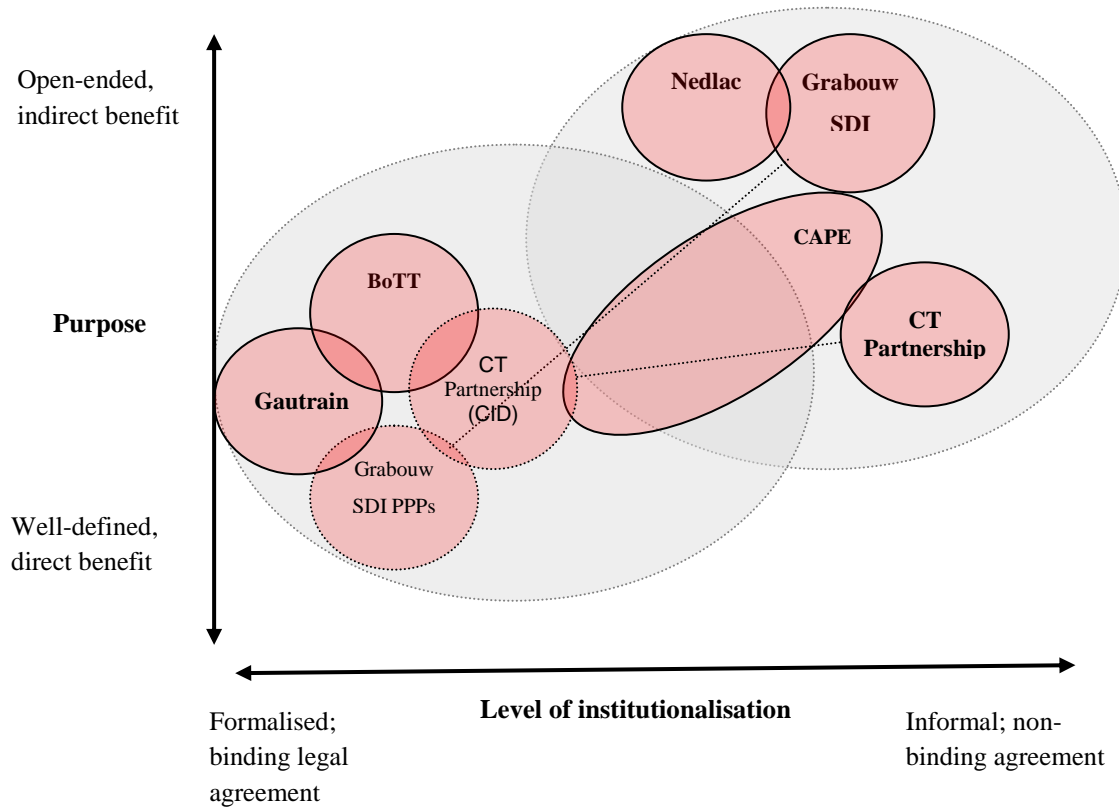 Open-ended,
indirect benefit
Nedlac
Grabouw
SDI
CAPE
BoTT
Purpose
CT
Partnership
CT
Partnership
(CID)
Gautrain
Grabouw
SDI PPPs
Well-defined,
direct benefit
Level of institutionalisation
Formalised;
binding legal
agreement
Informal; non-
binding agreement